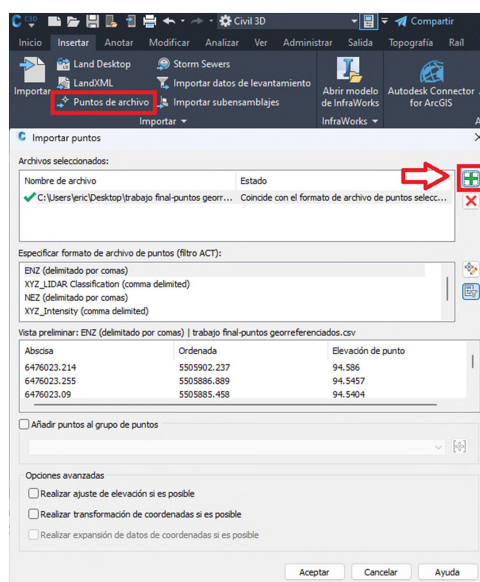 C3D Civil 3D Compartir
Inicio Insertar Anotar Modificar Analizar Ver Administrar Salida Topografía Raíl
Importar Land Desktop Storm Sewers
LandXML Importar datos de levantamiento
Puntos de archivo Importar subensamblajes
Abrir modelo de InfraWorks
Autodesk Connector for ArcGIS
Importar InfraWorks
Importar puntos
Archivos seleccionados:
Nombre de archivo Estado
C:\Users\eric\Desktop\trabajo final-puntos georr... Coincide con el formato de archivo de puntos selecc...
Especificar formato de archivo de puntos (filtro ACT):
ENZ (delimitado por comas)
XYZ_LIDAR Classification (comma delimited)
NEZ (delimitado por comas)
XYZ_Intensity (comma delimited)
Vista preliminar: ENZ (delimitado por comas) | trabajo final-puntos georreferenciados.csv
Abscisa Ordenada Elevación de punto
6476023.214 5505902.237 94.586
6476023.255 5505886.889 94.5457
6476023.09 5505885.458 94.5404
Añadir puntos al grupo de puntos
Opciones avanzadas
Realizar ajuste de elevación si es posible
Realizar transformación de coordenadas si es posible
Realizar expansión de datos de coordenadas si es posible
Aceptar Cancelar Ayuda